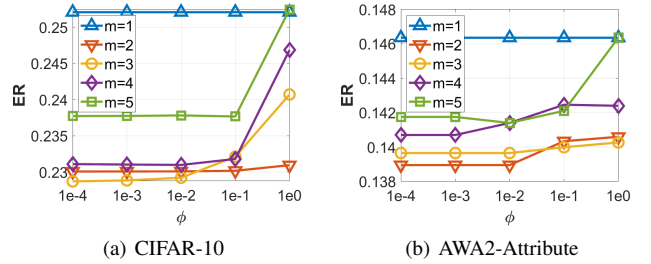 0.25
0.245
0.24
0.235
0.23
ER
m=1
m=2
m=3
m=4
m=5
1e-4 1e-3 1e-2 1e-1 1e0
ϕ
(a) CIFAR-10
0.148
0.146
0.144
0.142
0.14
0.138
ER
m=1
m=2
m=3
m=4
m=5
1e-4 1e-3 1e-2 1e-1 1e0
ϕ
(b) AWA2-Attribute